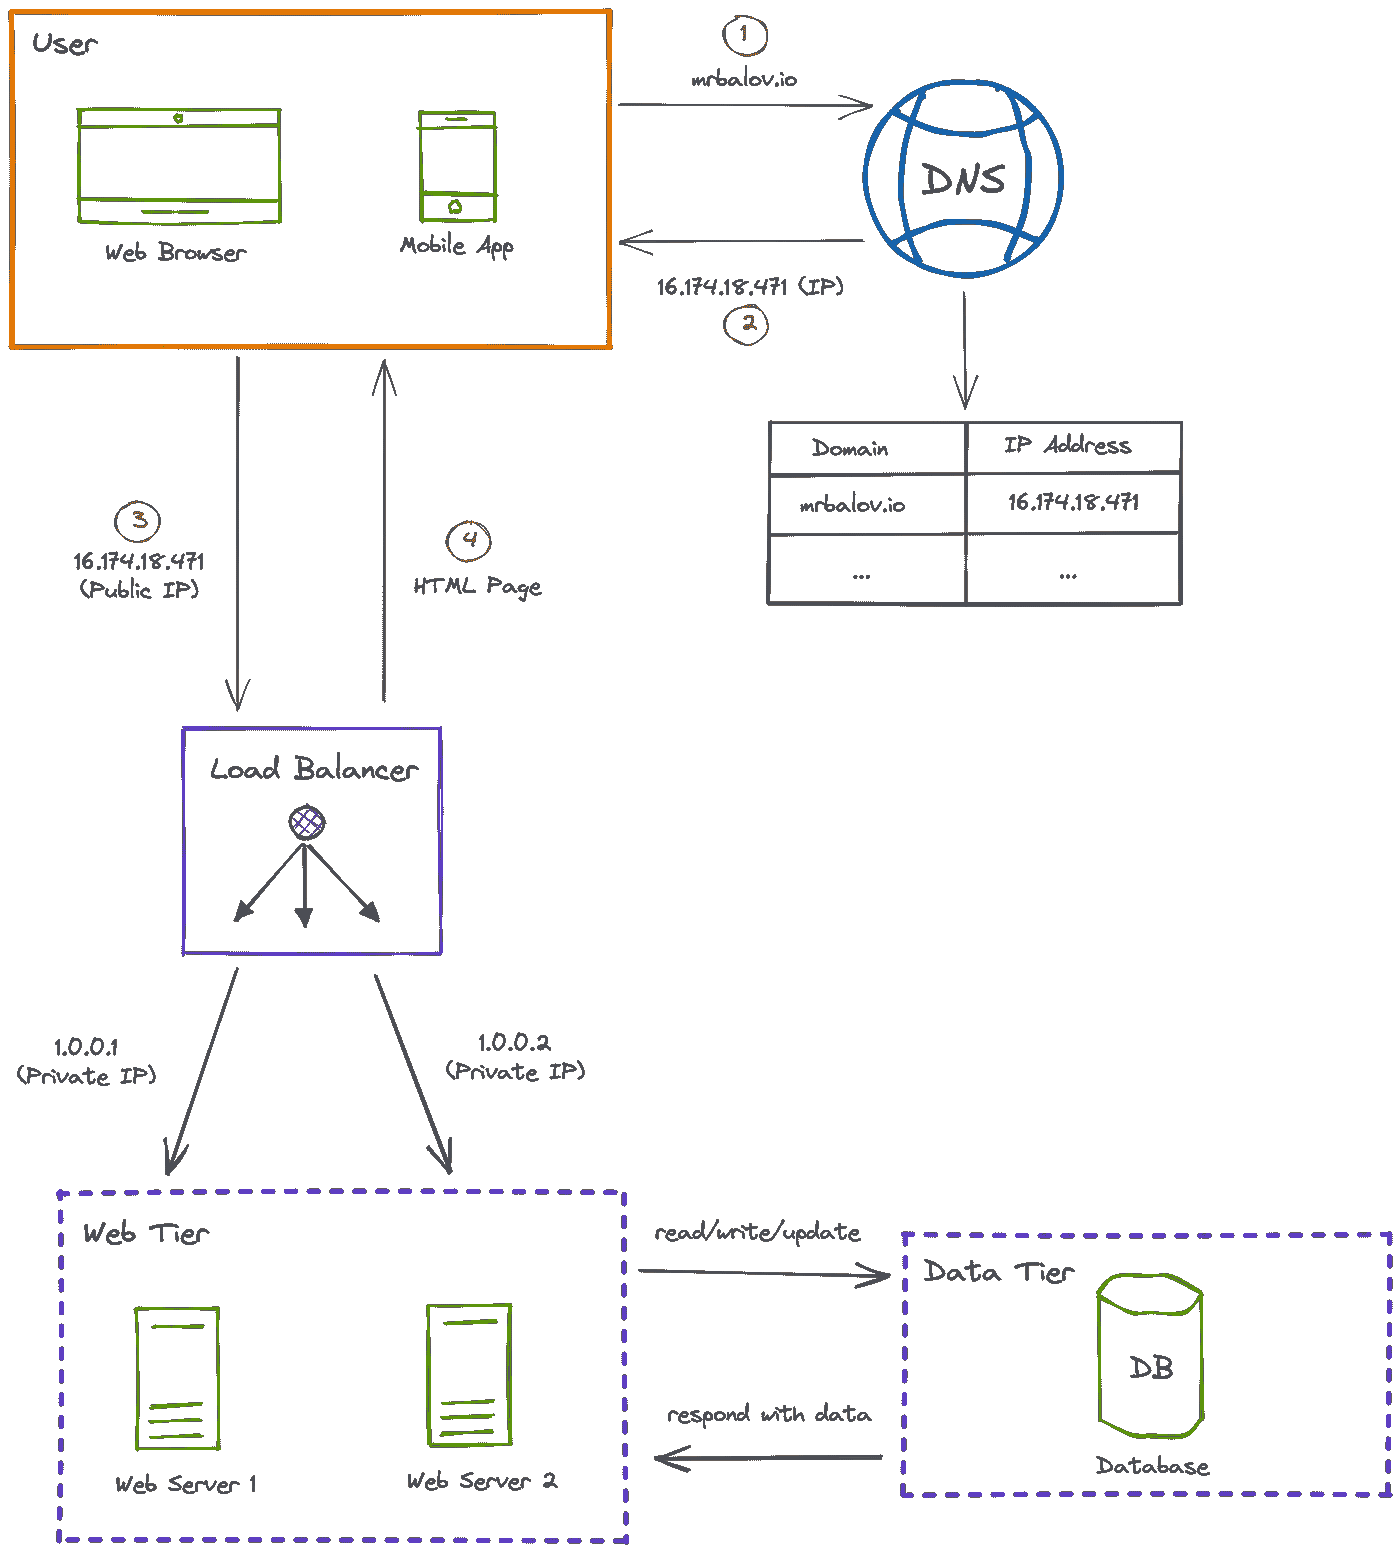 User
Web Browser
Mobile App
1
mrbalov.io
DNS
16.174.18.471 (IP)
2
Domain
IP Address
mrbalov.io
16.174.18.471
...
...
3
16.174.18.471
(Public IP)
4
HTML Page
Load Balancer
1.0.0.1
(Private IP)
1.0.0.2
(Private IP)
Web Tier
Web Server 1
Web Server 2
read/write/update
respond with data
Data Tier
DB
Database